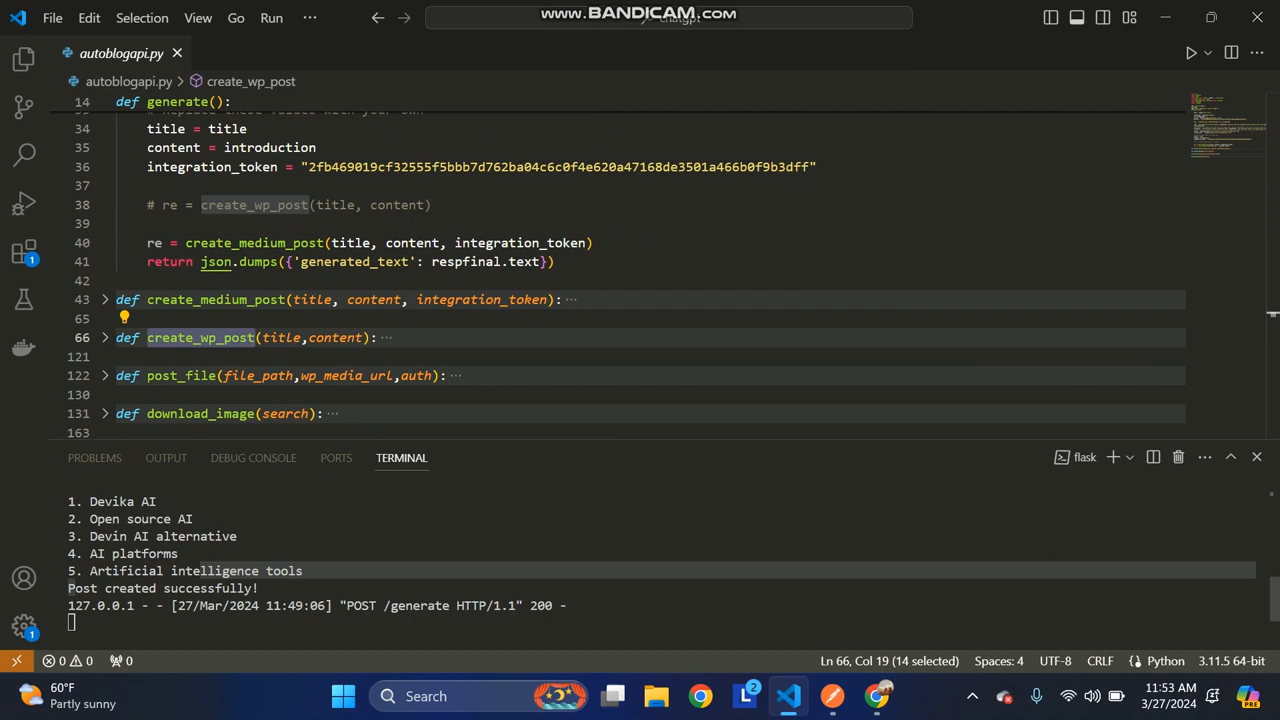 File Edit Selection View Go Run ···
www.BANDICAM.com
autoblogapi.py
autoblogapi.py > create_wp_post
14 def generate():
34 title = title
35 content = introduction
36 integration_token = "2fb469019cf32555f5bbb7d762ba04c6c0f4e620a47168de3501a466b0f9b3dff"
37
38 # re = create_wp_post(title, content)
39
40 re = create_medium_post(title, content, integration_token)
41 return json.dumps({'generated_text': respfinal.text})
42
43 def create_medium_post(title, content, integration_token): ···
65
66 def create_wp_post(title,content): ···
121
122 def post_file(file_path,wp_media_url,auth): ···
130
131 def download_image(search): ···
163
PROBLEMS OUTPUT DEBUG CONSOLE PORTS TERMINAL flask
1. Devika AI
2. Open source AI
3. Devin AI alternative
4. AI platforms
5. Artificial intelligence tools
Post created successfully!
127.0.0.1 - - [27/Mar/2024 11:49:06] "POST /generate HTTP/1.1" 200 -
1
1
0 0 0 Ln 66, Col 19 (14 selected) Spaces: 4 UTF-8 CRLF Python 3.11.5 64-bit
60°F
Partly sunny
Search
2
11:53 AM
3/27/2024
PRE